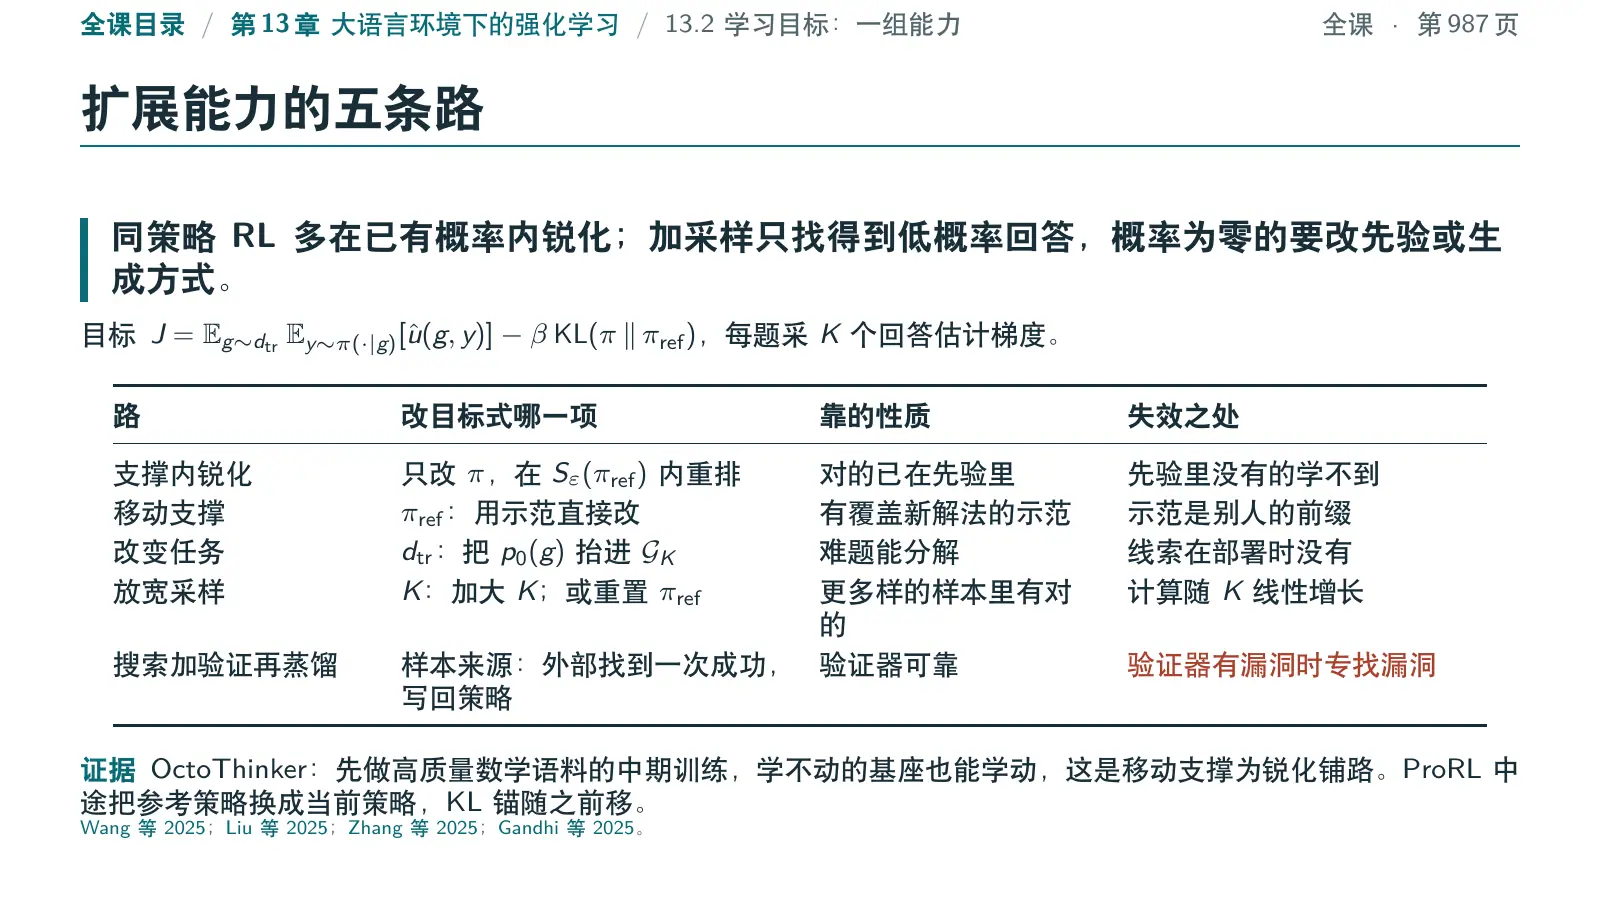 全课目录 / 第13章 大语言环境下的强化学习 / 13.2 学习目标：一组能力 全课 · 第987页
扩展能力的五条路
同策略 RL 多在已有概率内锐化；加采样只找得到低概率回答，概率为零的要改先验或生
成方式。
目标 J = 𝔼_{g∼d_tr} 𝔼_{y∼π(·|g)}[û(g, y)] − β KL(π ∥ π_ref)，每题采 K 个回答估计梯度。
路 改目标式哪一项 靠的性质 失效之处
支撑内锐化 只改 π，在 S_ε(π_ref) 内重排 对的已在先验里 先验里没有的学不到
移动支撑 π_ref：用示范直接改 有覆盖新解法的示范 示范是别人的前缀
改变任务 d_tr：把 p₀(g) 抬进 𝒢_K 难题能分解 线索在部署时没有
放宽采样 K：加大 K；或重置 π_ref 更多样的样本里有对 计算随 K 线性增长
的
搜索加验证再蒸馏 样本来源：外部找到一次成功， 验证器可靠 验证器有漏洞时专找漏洞
写回策略
证据 OctoThinker：先做高质量数学语料的中期训练，学不动的基座也能学动，这是移动支撑为锐化铺路。ProRL 中
途把参考策略换成当前策略，KL 锚随之前移。
Wang 等 2025；Liu 等 2025；Zhang 等 2025；Gandhi 等 2025。